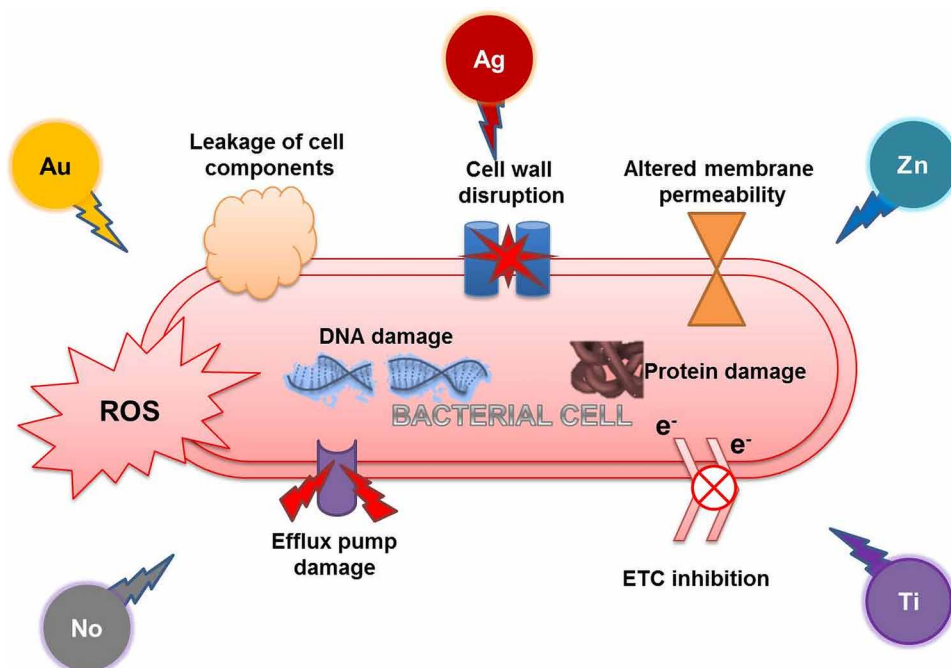 Ag
Au
Leakage of cell
components
Cell wall
disruption
Altered membrane
permeability
Zn
DNA damage
Protein damage
ROS
BACTERIAL CELL
e-
e-
Efflux pump
damage
ETC inhibition
No
Ti